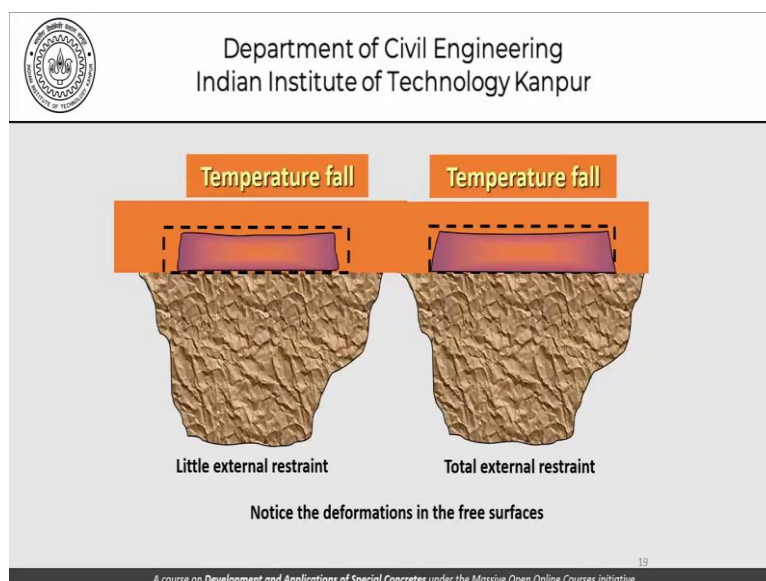 Department of Civil Engineering
Indian Institute of Technology Kanpur
Temperature fall
Temperature fall
Little external restraint
Total external restraint
Notice the deformations in the free surfaces
19
A course on Development and Applications of Special Concretes under the Massive Open Online Courses initiative